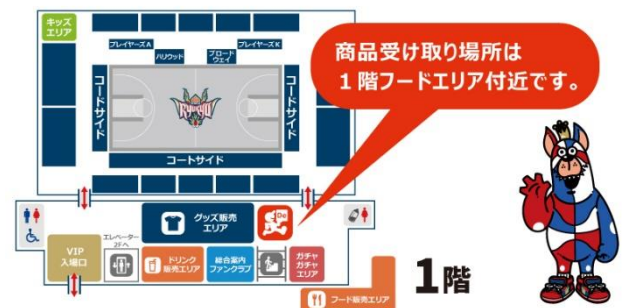 キッズ
エリア
プレイヤーズA
ハリウッド
ブロード
ウェイ
プレイヤーズK
コートサイド
コートサイド
コートサイド
RYUKYU
商品受け取り場所は
1階フードエリア付近です。
グッズ販売
エリア
De
VIP
入場口
エレベーター
2Fへ
ドリンク
販売エリア
総合案内
ファンクラブ
ガチャ
ガチャ
エリア
1階
フード販売エリア